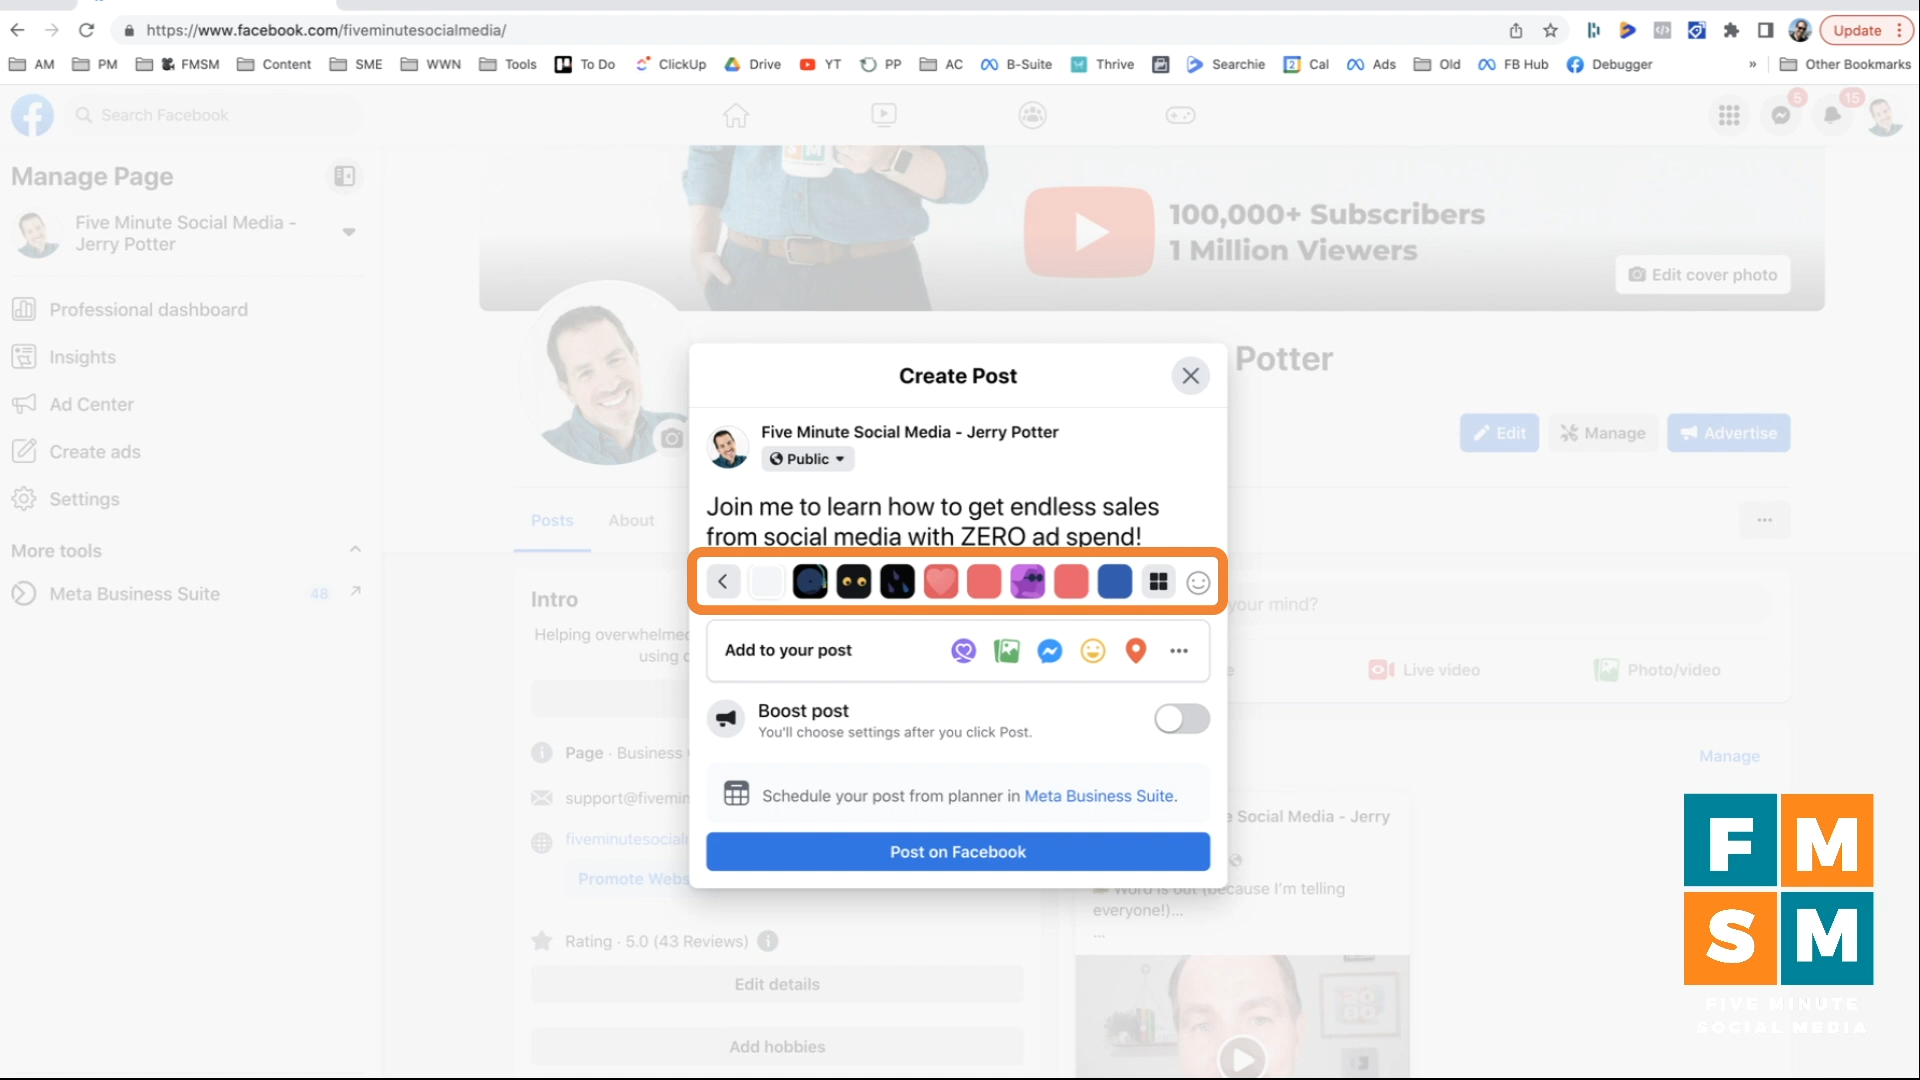 https://www.facebook.com/fiveminutesocialmedia/
Update
AM
PM
FMSM
Content
SME
WWN
Tools
To Do
ClickUp
Drive
YT
PP
AC
B-Suite
Thrive
Searchie
2
Cal
Ads
Old
FB Hub
Debugger
»
Other Bookmarks
Search Facebook
5
15
Manage Page
Five Minute Social Media -
Jerry Potter
Professional dashboard
Insights
Ad Center
Create ads
Settings
More tools
Meta Business Suite
48
100,000+ Subscribers
1 Million Viewers
Edit cover photo
Potter
Edit
Manage
Advertise
Posts
About
Create Post
Five Minute Social Media - Jerry Potter
Public
Join me to learn how to get endless sales
from social media with ZERO ad spend!
Add to your post
Boost post
You'll choose settings after you click Post.
Schedule your post from planner in Meta Business Suite.
Post on Facebook
Intro
Helping overwhelmed
using
Page · Business
support@fivemin
fiveminutesocial
Promote Webs
Rating · 5.0 (43 Reviews)
Edit details
Add hobbies
your mind?
Live video
Photo/video
Manage
Social Media - Jerry
Word is out (because I'm telling
everyone!)...
...
F M
S M
FIVE MINUTE
SOCIAL MEDIA